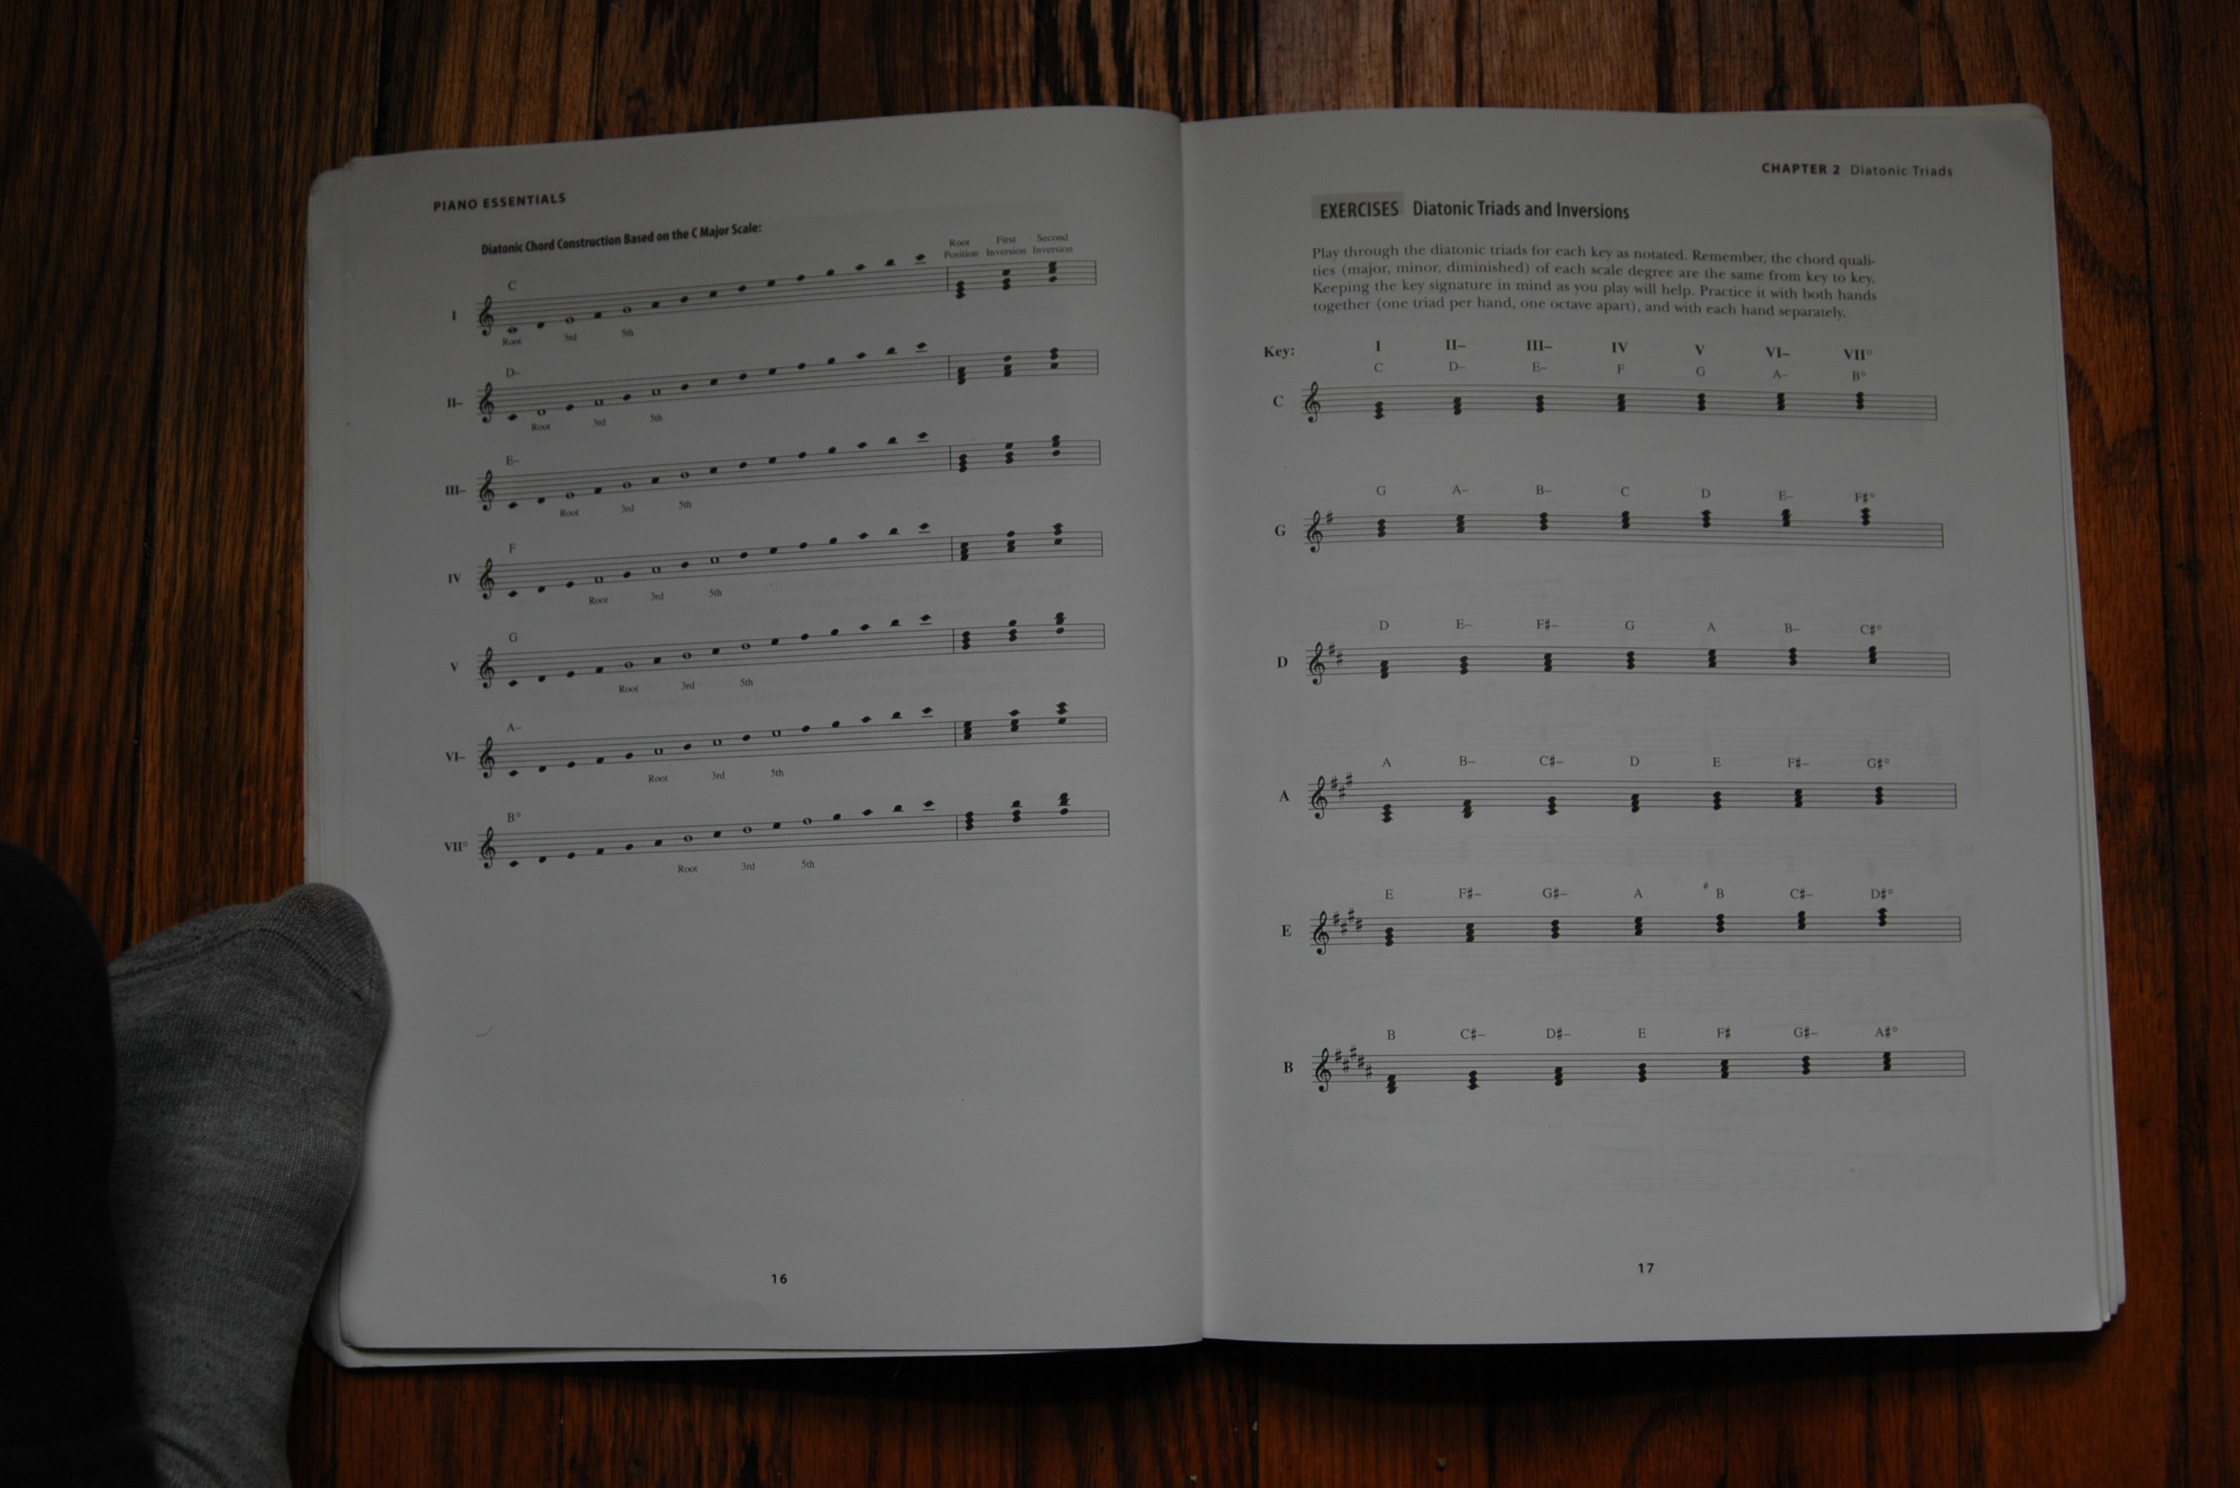 PIANO ESSENTIALS
Diatonic Chord Construction Based on the C Major Scale:
Root Position First Inversion Second Inversion
I C
Root 3rd 5th
II– D–
Root 3rd 5th
III– E–
Root 3rd 5th
IV F
Root 3rd 5th
V G
Root 3rd 5th
VI– A–
Root 3rd 5th
VII° B°
Root 3rd 5th
16
CHAPTER 2 Diatonic Triads
EXERCISES Diatonic Triads and Inversions
Play through the diatonic triads for each key as notated. Remember, the chord quali-
ties (major, minor, diminished) of each scale degree are the same from key to key.
Keeping the key signature in mind as you play will help. Practice it with both hands
together (one triad per hand, one octave apart), and with each hand separately.
Key: I II– III– IV V VI– VII°
C D– E– F G A– B°
C
G A– B– C D E– F♯°
G
D E– F♯– G A B– C♯°
D
A B– C♯– D E F♯– G♯°
A
E F♯– G♯– A B C♯– D♯°
E
B C♯– D♯– E F♯ G♯– A♯°
B
17